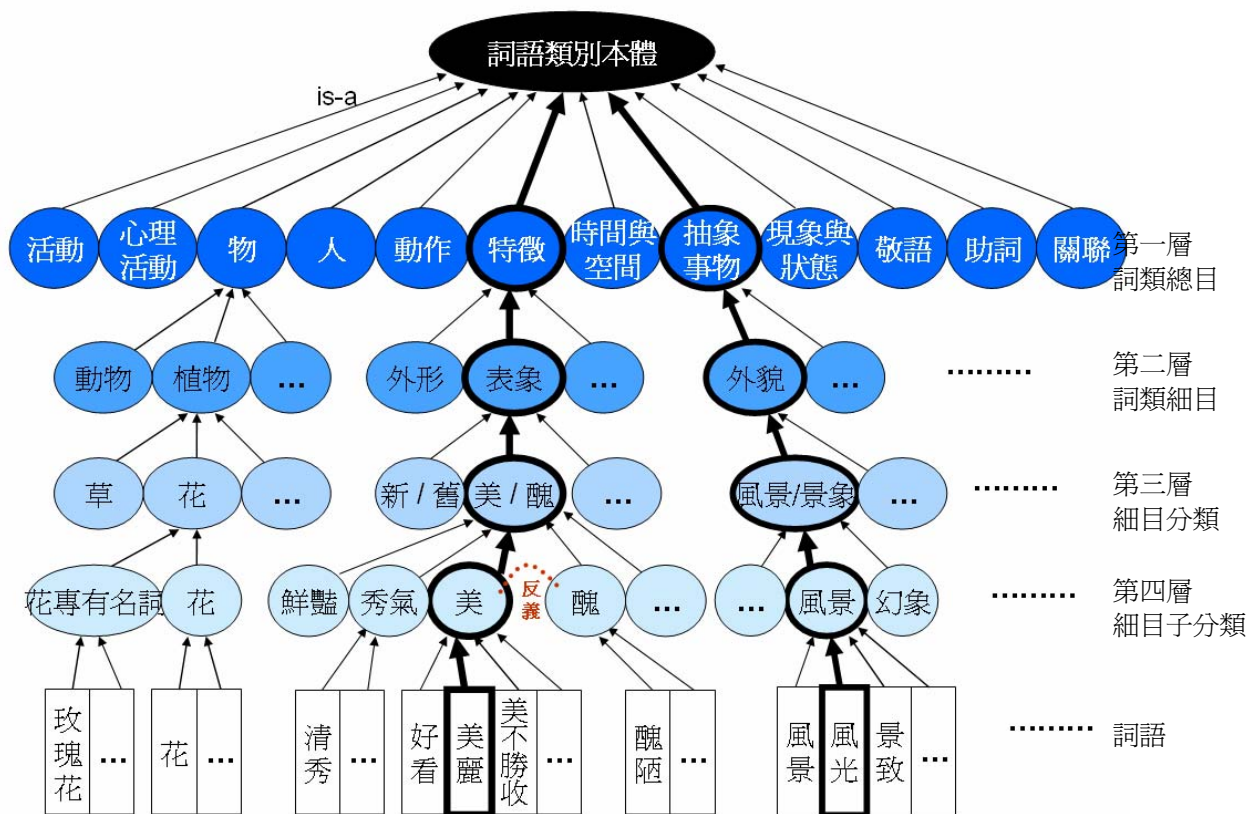 詞語類別本體
is-a
活動
心理
活動
物
人
動作
特徵
時間與
空間
抽象
事物
現象與
狀態
敬語
助詞
關聯
第一層
詞類總目
動物
植物
...
外形
表象
...
外貌
...
………
第二層
詞類細目
草
花
...
新 / 舊
美 / 醜
...
風景/景象
...
………
第三層
細目分類
花專有名詞
花
鮮豔
秀氣
美
反
義
醜
...
...
風景
幻象
………
第四層
細目子分類
玫瑰花
...
花
...
清秀
...
好看
美麗
美不勝收
...
醜陋
...
風景
風光
景致
...
………
詞語